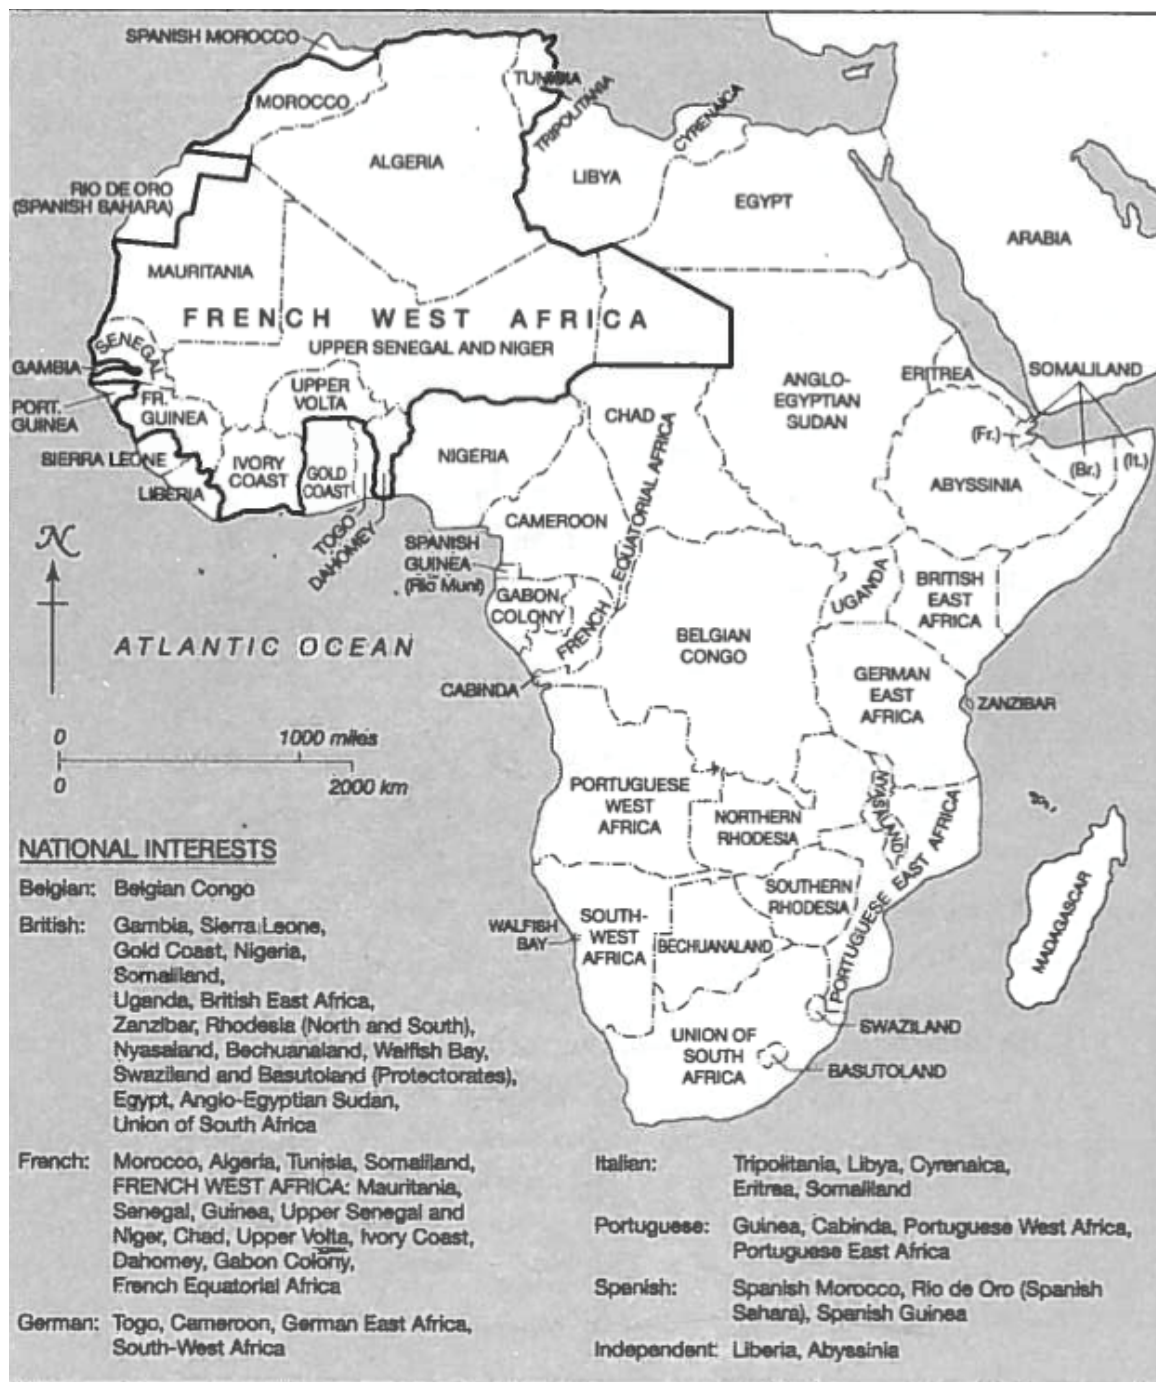 SPANISH MOROCCO
MOROCCO
TUNISIA
TRIPOLITANIA
CYRENAICA
ALGERIA
LIBYA
EGYPT
RIO DE ORO
(SPANISH SAHARA)
ARABIA
MAURITANIA
FRENCH WEST AFRICA
SENEGAL
UPPER SENEGAL AND NIGER
GAMBIA
UPPER
VOLTA
ERITREA
SOMALILAND
PORT.
GUINEA
FR.
GUINEA
CHAD
ANGLO-
EGYPTIAN
SUDAN
(Fr.)
(Br.)
(It.)
SIERRA LEONE
IVORY
COAST
GOLD
COAST
NIGERIA
ABYSSINIA
LIBERIA
TOGO
DAHOMEY
CAMEROON
FRENCH EQUATORIAL AFRICA
N
SPANISH
GUINEA
(Rio Muni)
GABON
COLONY
UGANDA
BRITISH
EAST
AFRICA
ATLANTIC OCEAN
BELGIAN
CONGO
CABINDA
GERMAN
EAST
AFRICA
ZANZIBAR
0 1000 miles
0 2000 km
PORTUGUESE
WEST
AFRICA
NORTHERN
RHODESIA
NYASALAND
PORTUGUESE EAST AFRICA
SOUTHERN
RHODESIA
MADAGASCAR
WALFISH
BAY
SOUTH-
WEST
AFRICA
BECHUANALAND
SWAZILAND
UNION OF
SOUTH
AFRICA
BASUTOLAND
NATIONAL INTERESTS
Belgian: Belgian Congo
British: Gambia, Sierra Leone,
Gold Coast, Nigeria,
Somaliland,
Uganda, British East Africa,
Zanzibar, Rhodesia (North and South),
Nyasaland, Bechuanaland, Walfish Bay,
Swaziland and Basutoland (Protectorates),
Egypt, Anglo-Egyptian Sudan,
Union of South Africa
French: Morocco, Algeria, Tunisia, Somaliland,
FRENCH WEST AFRICA: Mauritania,
Senegal, Guinea, Upper Senegal and
Niger, Chad, Upper Volta, Ivory Coast,
Dahomey, Gabon Colony,
French Equatorial Africa
German: Togo, Cameroon, German East Africa,
South-West Africa
Italian: Tripolitania, Libya, Cyrenaica,
Eritrea, Somaliland
Portuguese: Guinea, Cabinda, Portuguese West Africa,
Portuguese East Africa
Spanish: Spanish Morocco, Rio de Oro (Spanish
Sahara), Spanish Guinea
Independent: Liberia, Abyssinia